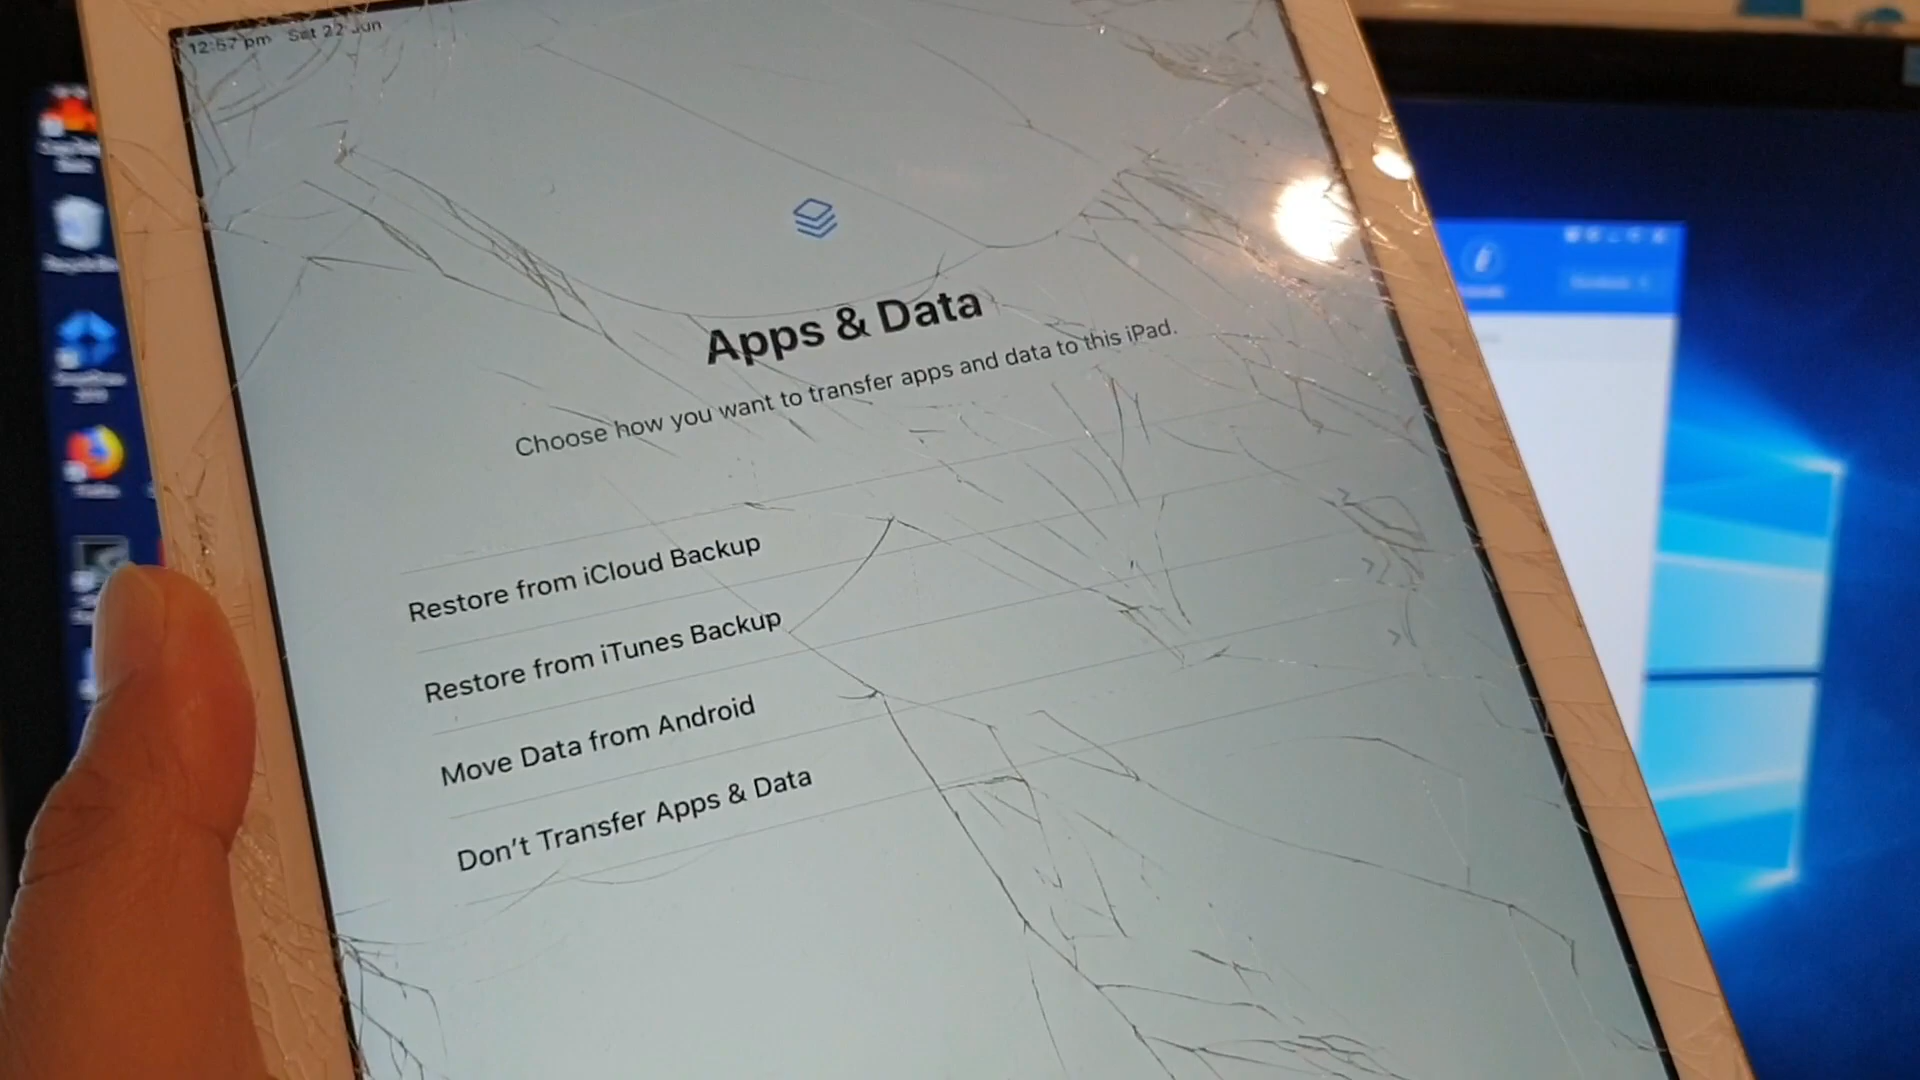 12:57 pm Sat 22 Jun
Apps & Data
Choose how you want to transfer apps and data to this iPad.
Restore from iCloud Backup
Restore from iTunes Backup
Move Data from Android
Don't Transfer Apps & Data